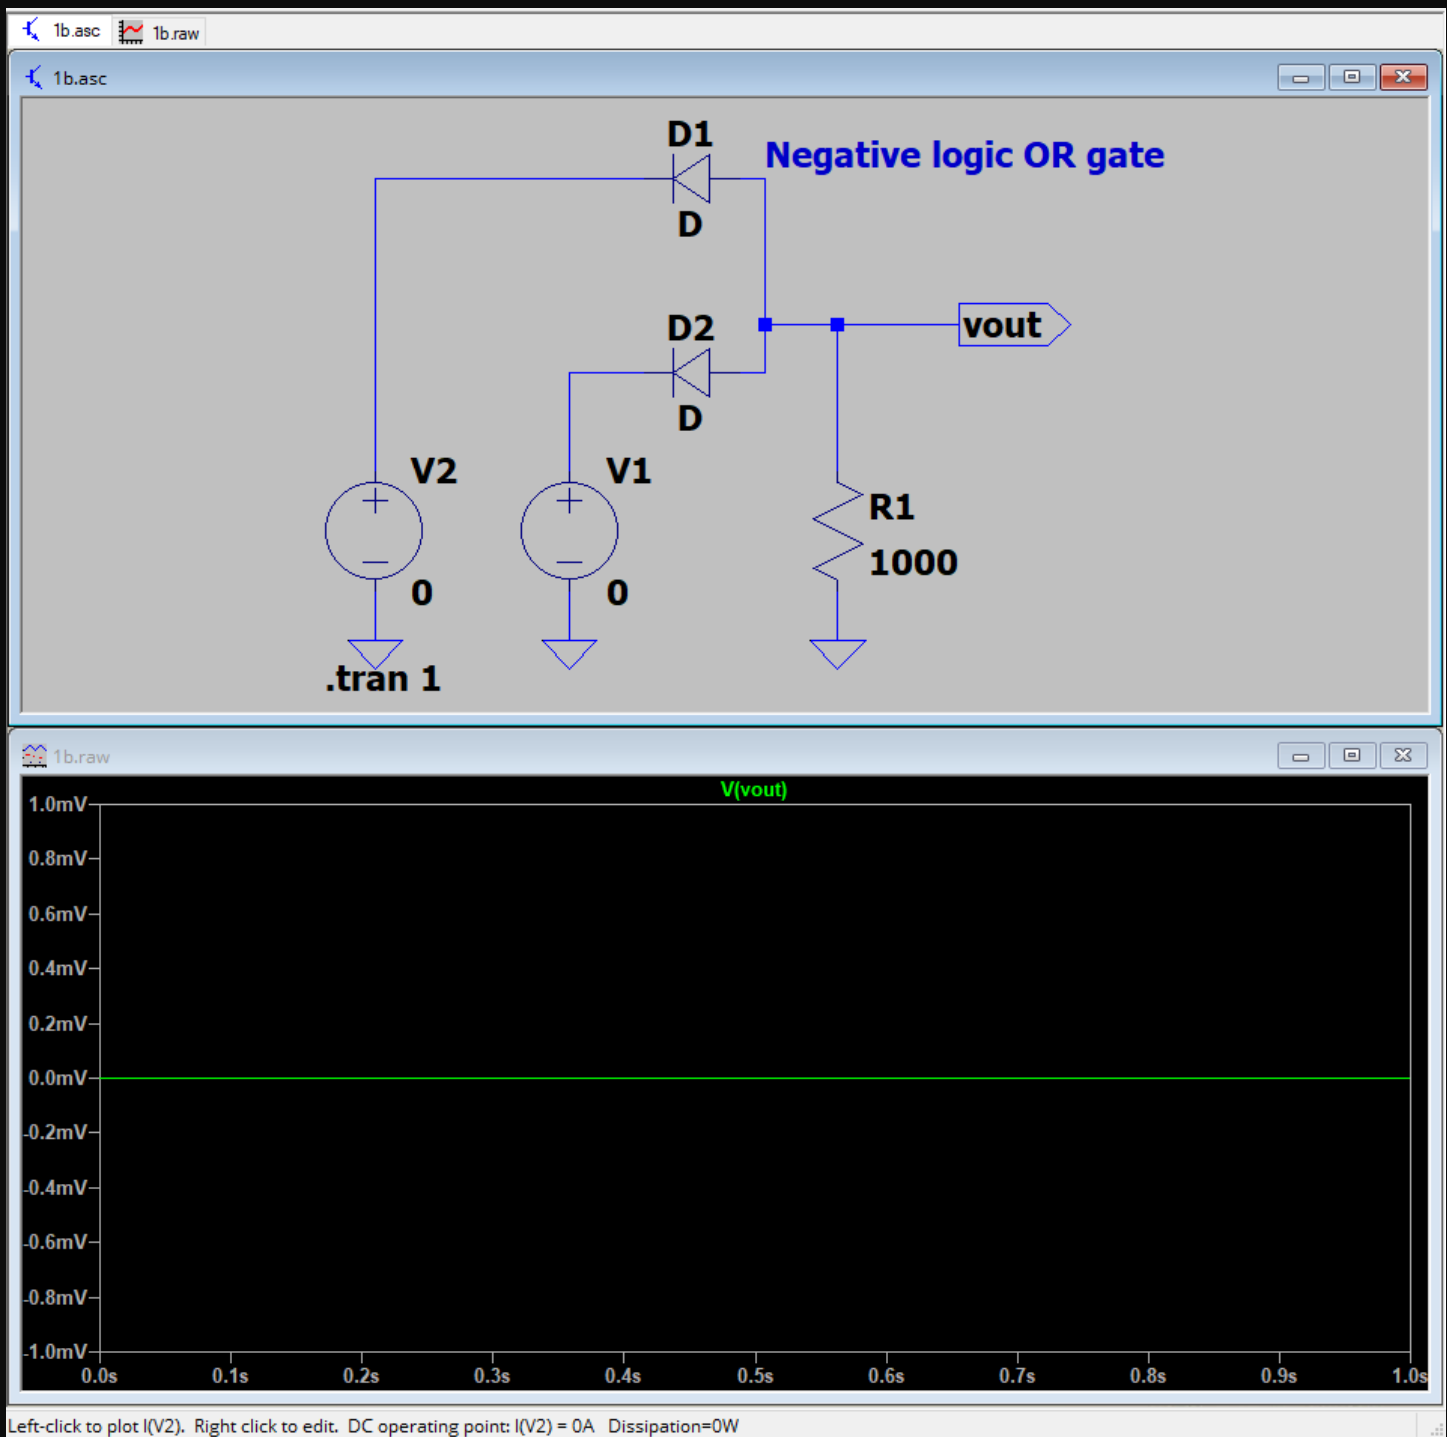 1b.asc
1b.raw
1b.asc
D1
Negative logic OR gate
D
D2
vout
D
V2
V1
R1
1000
0
0
.tran 1
1b.raw
V(vout)
1.0mV
0.8mV
0.6mV
0.4mV
0.2mV
0.0mV
-0.2mV
-0.4mV
-0.6mV
-0.8mV
-1.0mV
0.0s 0.1s 0.2s 0.3s 0.4s 0.5s 0.6s 0.7s 0.8s 0.9s 1.0s
Left-click to plot I(V2). Right click to edit. DC operating point: I(V2) = 0A Dissipation=0W